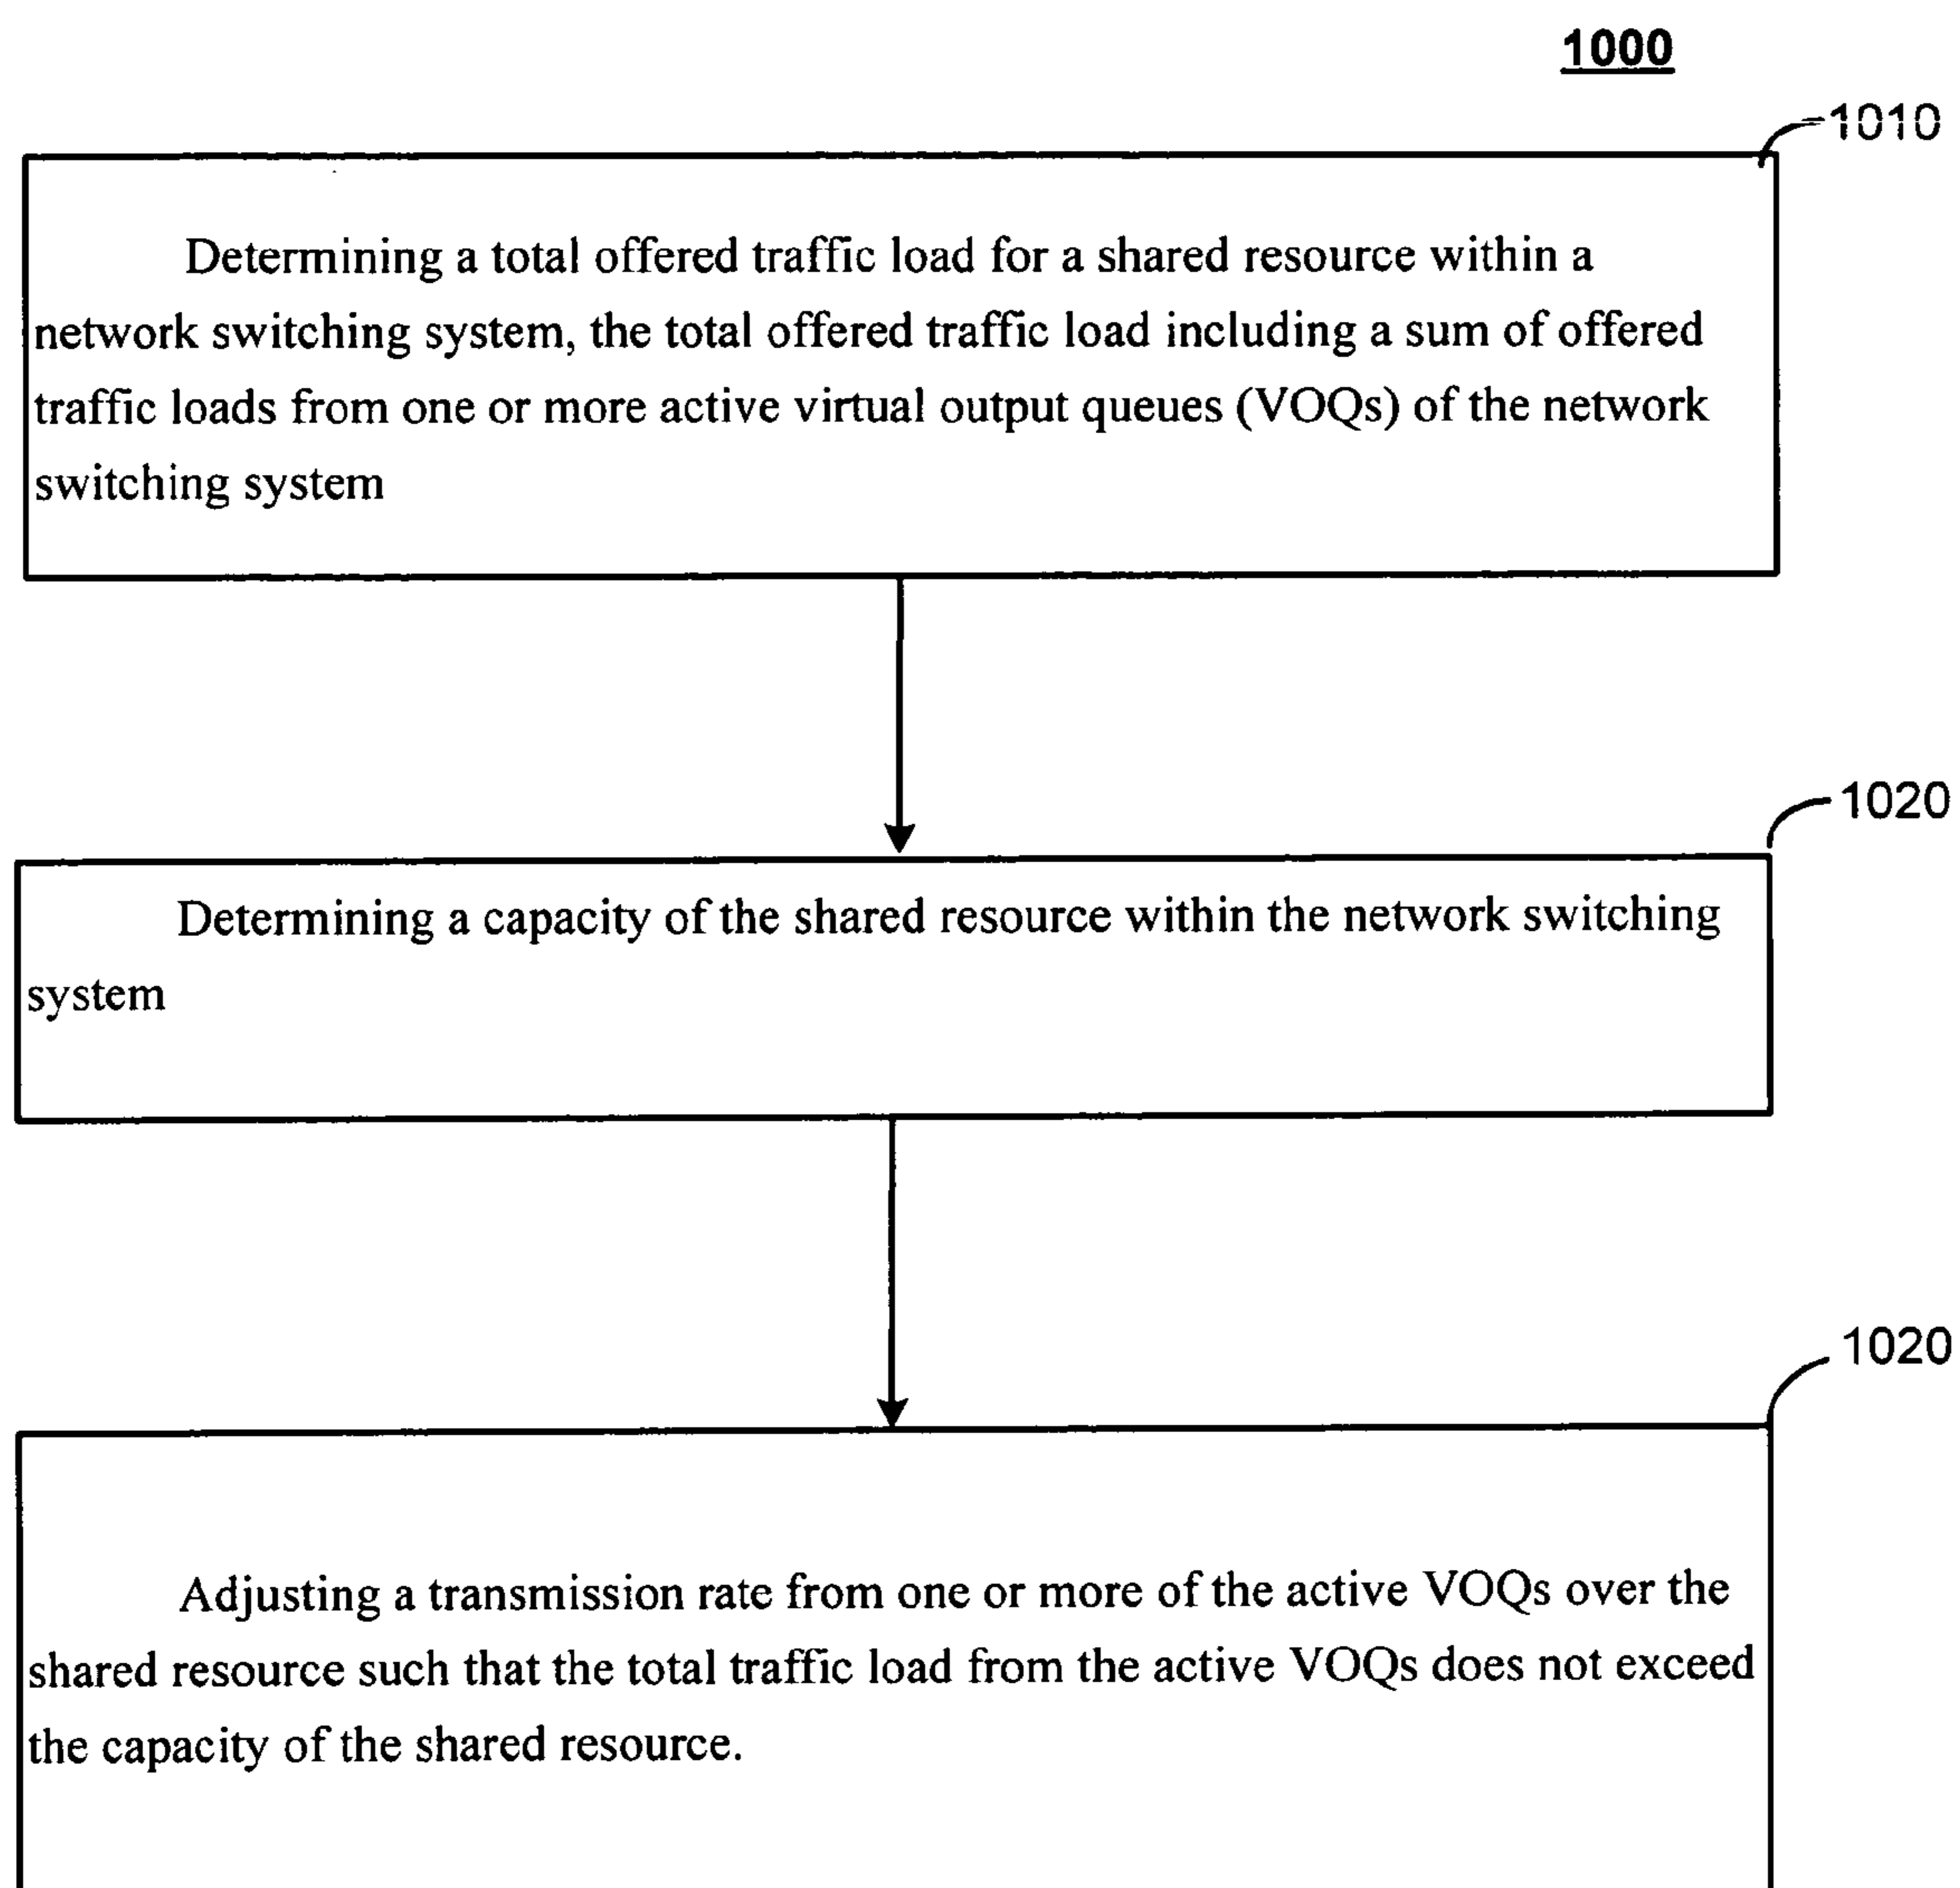 1000
1010
Determining a total offered traffic load for a shared resource within a
network switching system, the total offered traffic load including a sum of offered
traffic loads from one or more active virtual output queues (VOQs) of the network
switching system
1020
Determining a capacity of the shared resource within the network switching
system
1020
Adjusting a transmission rate from one or more of the active VOQs over the
shared resource such that the total traffic load from the active VOQs does not exceed
the capacity of the shared resource.